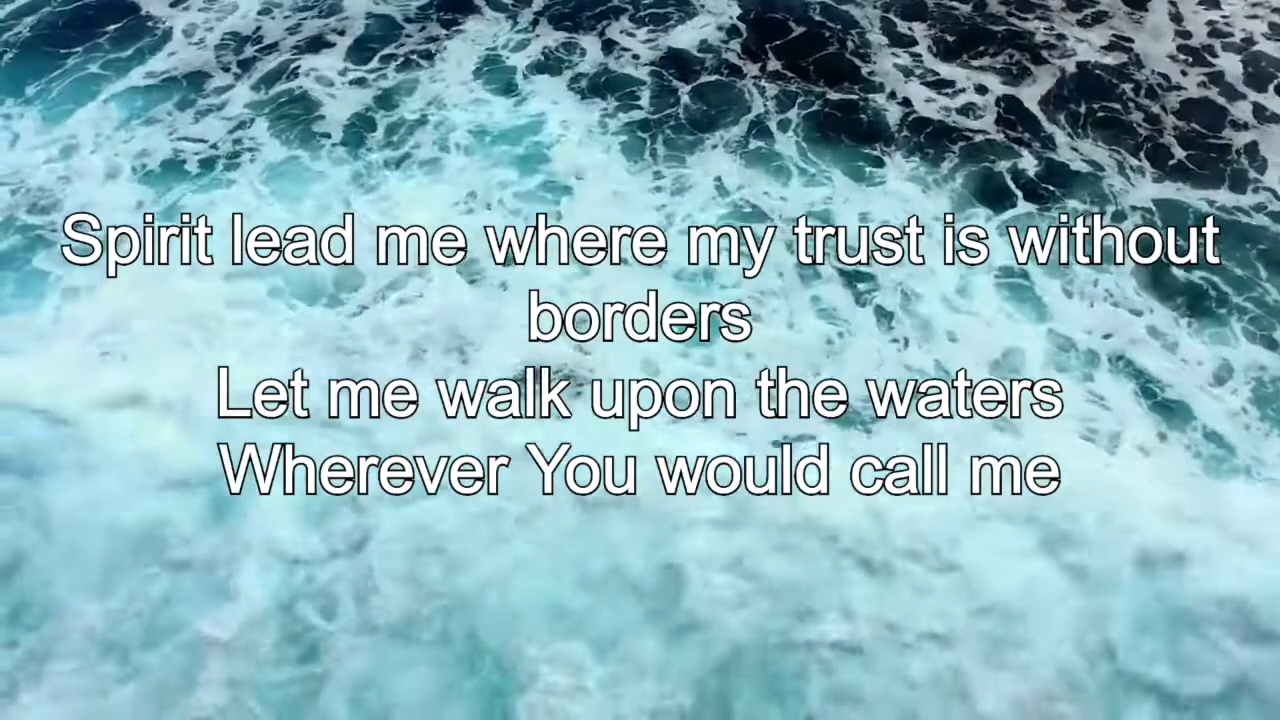 Spirit lead me where my trust is without
borders
Let me walk upon the waters
Wherever You would call me